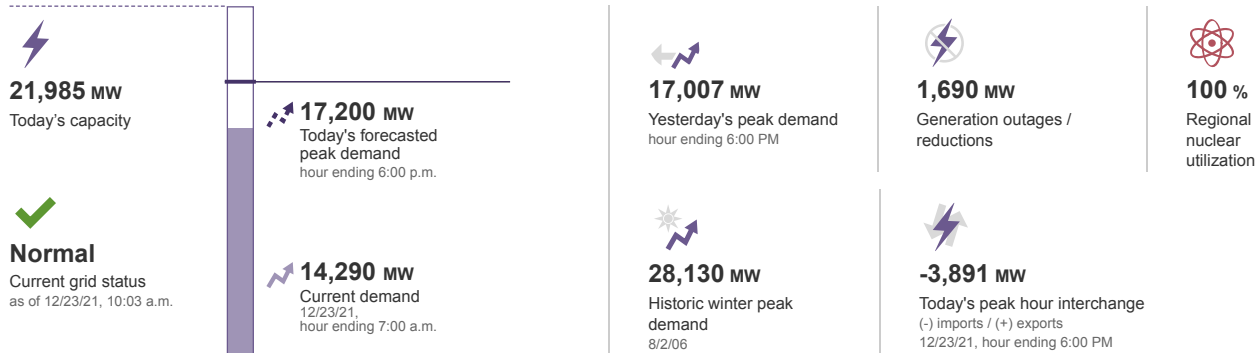 21,985 MW
Today's capacity
Normal
Current grid status
as of 12/23/21, 10:03 a.m.
17,200 MW
Today's forecasted
peak demand
hour ending 6:00 p.m.
14,290 MW
Current demand
12/23/21,
hour ending 7:00 a.m.
17,007 MW
Yesterday's peak demand
hour ending 6:00 PM
1,690 MW
Generation outages /
reductions
100 %
Regional
nuclear
utilization
28,130 MW
Historic winter peak
demand
8/2/06
-3,891 MW
Today's peak hour interchange
(-) imports / (+) exports
12/23/21, hour ending 6:00 PM